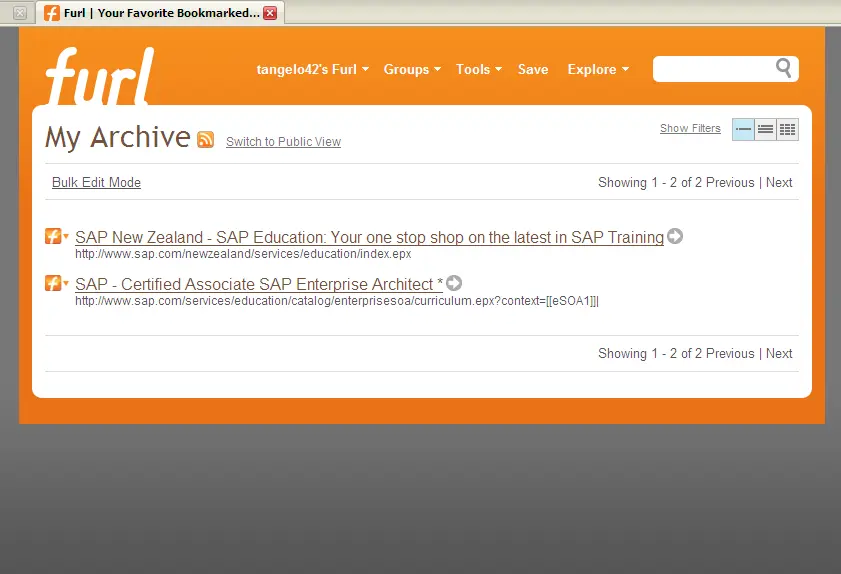 Furl | Your Favorite Bookmarked...
furl
tangelo42's Furl Groups Tools Save Explore
My Archive Switch to Public View Show Filters
Bulk Edit Mode Showing 1 - 2 of 2 Previous | Next
SAP New Zealand - SAP Education: Your one stop shop on the latest in SAP Training
http://www.sap.com/newzealand/services/education/index.epx
SAP - Certified Associate SAP Enterprise Architect *
http://www.sap.com/services/education/catalog/enterprisesoa/curriculum.epx?context=[[eSOA1]]|
Showing 1 - 2 of 2 Previous | Next